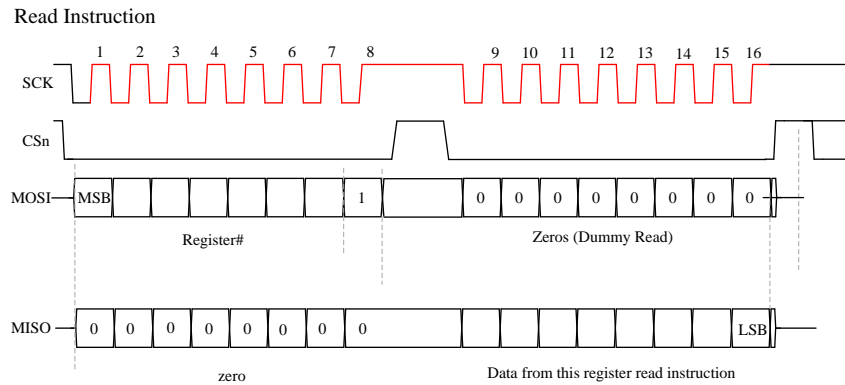 Read Instruction
1 2 3 4 5 6 7 8 9 10 11 12 13 14 15 16
SCK
CSn
MOSI MSB 1 0 0 0 0 0 0 0 0
Register# Zeros (Dummy Read)
MISO 0 0 0 0 0 0 0 0 LSB
zero Data from this register read instruction